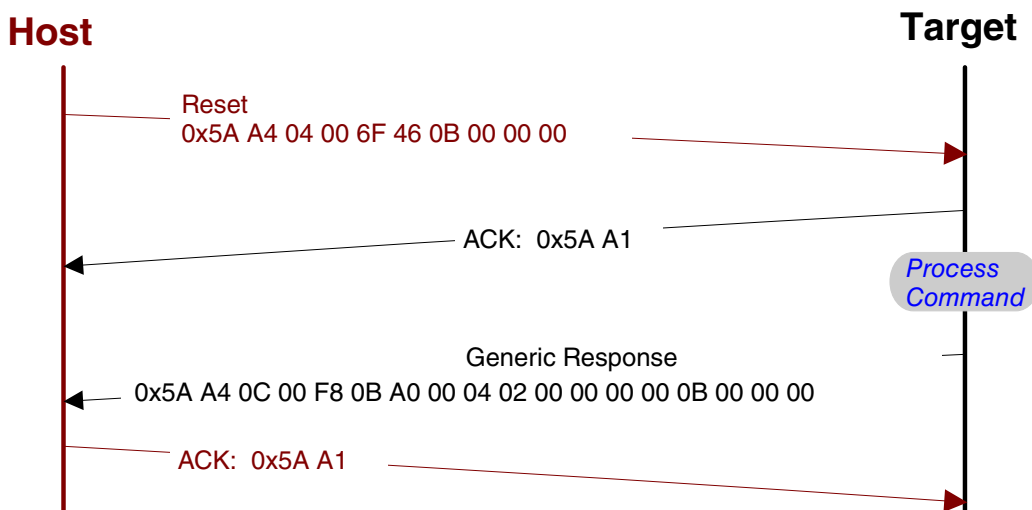 Host
Target
Reset
0x5A A4 04 00 6F 46 0B 00 00 00
ACK: 0x5A A1
Process
Command
Generic Response
0x5A A4 0C 00 F8 0B A0 00 04 02 00 00 00 00 0B 00 00 00
ACK: 0x5A A1